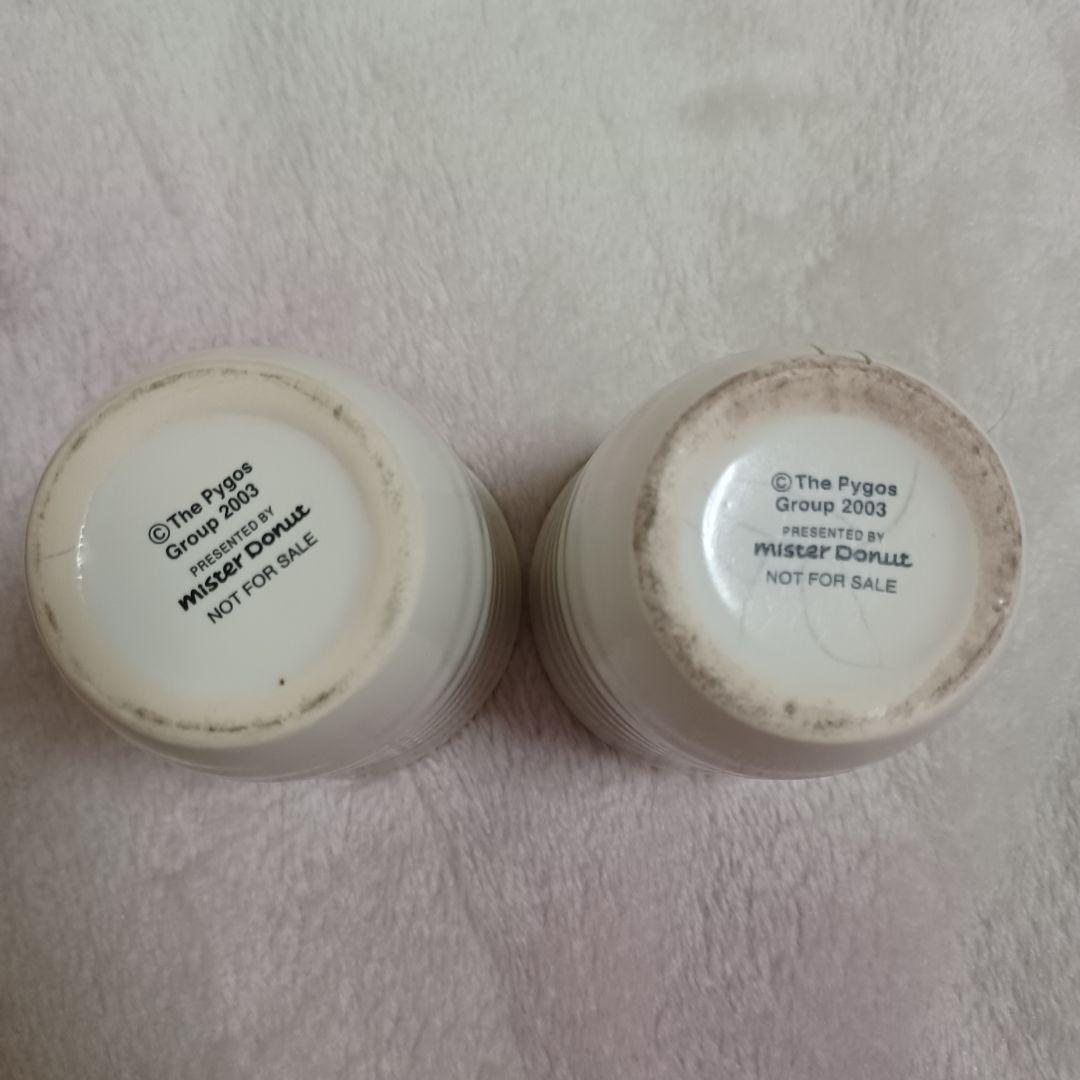 ©The Pygos
Group 2003
PRESENTED BY
mister Donut
NOT FOR SALE
©The Pygos
Group 2003
PRESENTED BY
mister Donut
NOT FOR SALE